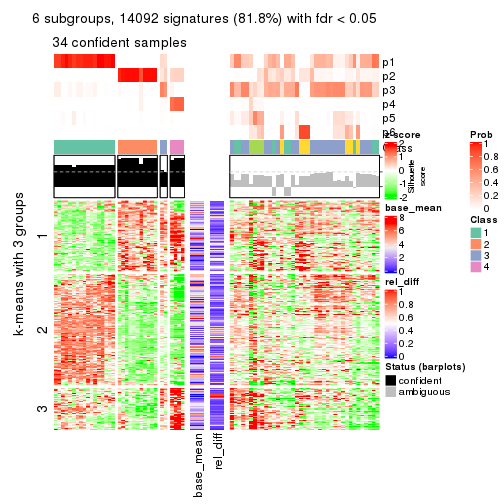 6 subgroups, 14092 signatures (81.8%) with fdr < 0.05
34 confident samples
p1
p2
p3
p4
p5
p6
Class
Silhouette
score
k-means with 3 groups
1
2
3
base_mean
rel_diff
z-score
2
1
0
-1
-2
base_mean
8
6
4
2
0
rel_diff
1
0.8
0.6
0.4
0.2
0
Status (barplots)
confident
ambiguous
Prob
1
0.8
0.6
0.4
0.2
0
Class
1
2
3
4